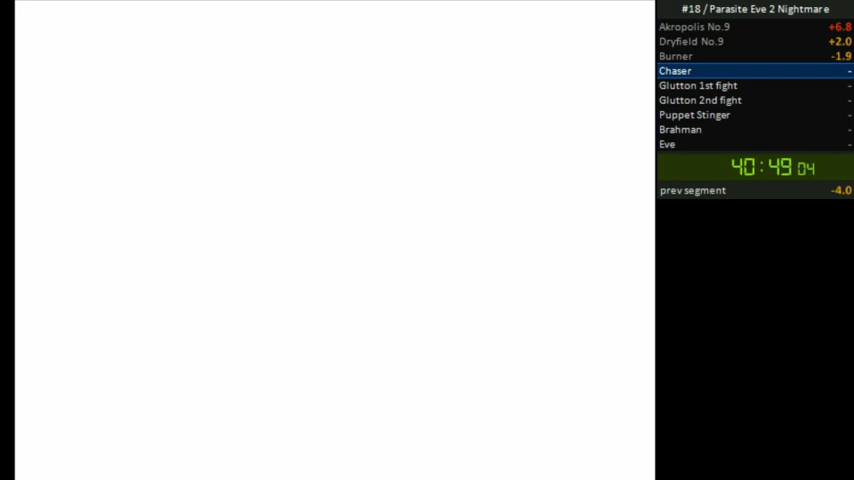 #18 / Parasite Eve 2 Nightmare
Akropolis No.9 +6.8
Dryfield No.9 +2.0
Burner -1.9
Chaser -
Glutton 1st fight -
Glutton 2nd fight -
Puppet Stinger -
Brahman -
Eve -
40:49 04
prev segment -4.0